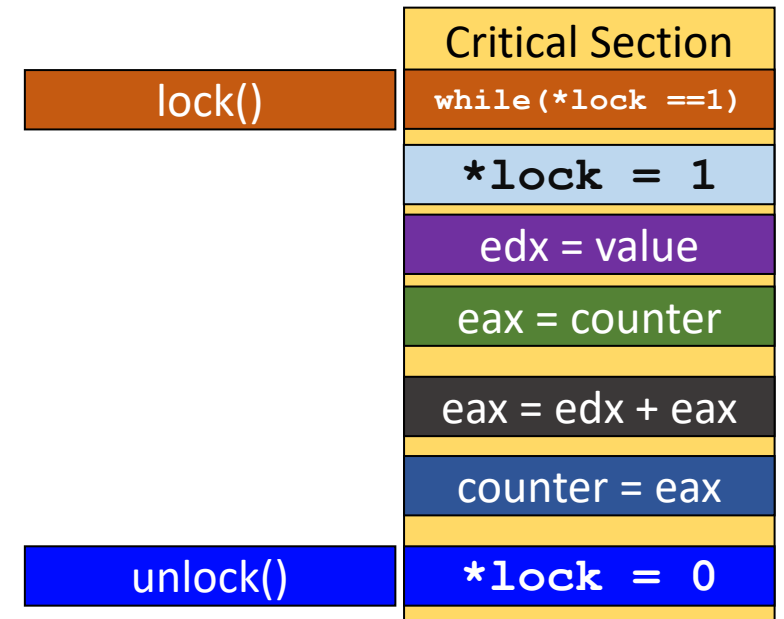 Critical Section
lock()
while(*lock ==1)
*lock = 1
edx = value
eax = counter
eax = edx + eax
counter = eax
unlock()
*lock = 0